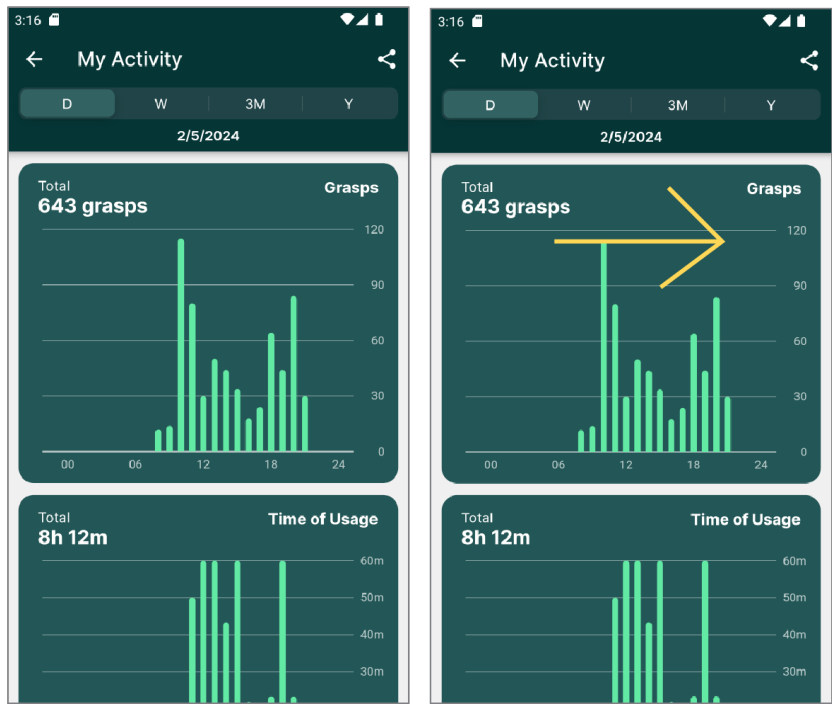 3:16
My Activity
D W 3M Y
2/5/2024
Total
Grasps
643 grasps
120
90
60
30
0
00 06 12 18 24
Total
Time of Usage
8h 12m
60m
50m
40m
30m
3:16
My Activity
D W 3M Y
2/5/2024
Total
Grasps
643 grasps
120
90
60
30
0
00 06 12 18 24
Total
Time of Usage
8h 12m
60m
50m
40m
30m